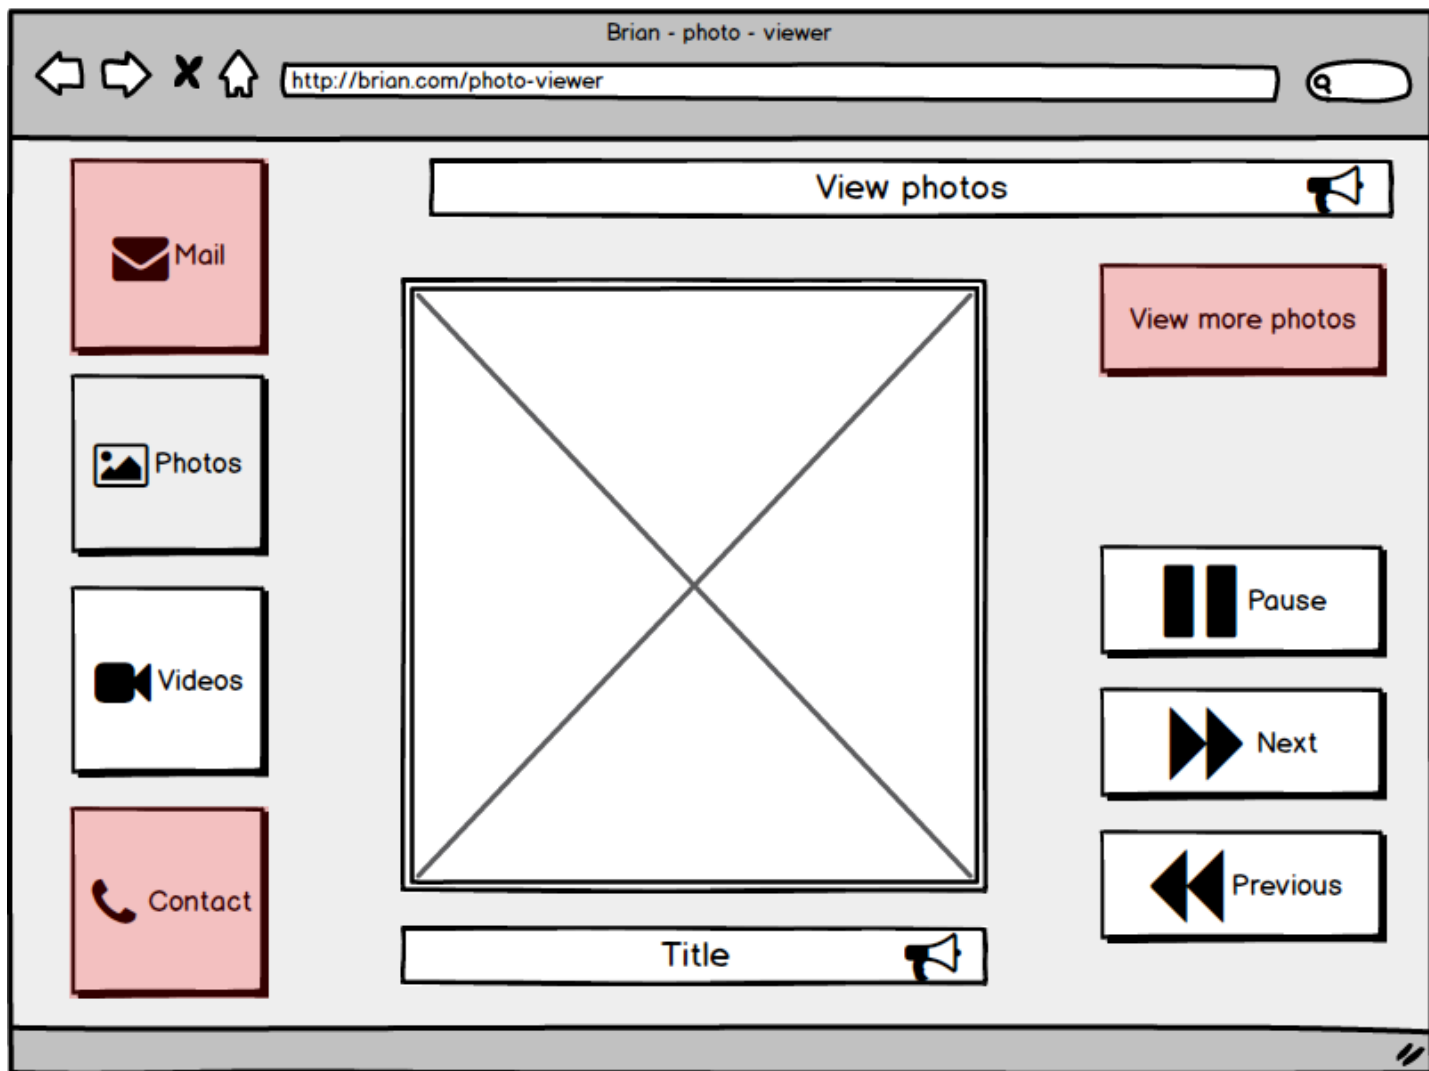 Brian - photo - viewer
http://brian.com/photo-viewer
View photos
Mail
View more photos
Photos
Pause
Videos
Next
Previous
Contact
Title